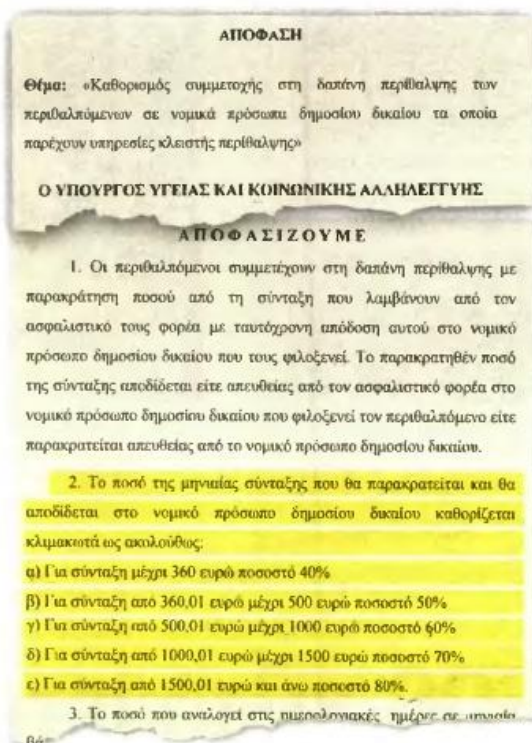 ΑΠΟΦΑΣΗ
Θέμα: «Καθορισμός συμμετοχής στη δαπάνη περίθαλψης των
περιθαλπόμενων σε νομικά πρόσωπα δημοσίου δικαίου τα οποία
παρέχουν υπηρεσίες κλειστής περίθαλψης»
Ο ΥΠΟΥΡΓΟΣ ΥΓΕΙΑΣ ΚΑΙ ΚΟΙΝΩΝΙΚΗΣ ΑΛΛΗΛΕΓΓΥΗΣ
ΑΠΟΦΑΣΙΖΟΥΜΕ
1. Οι περιθαλπόμενοι συμμετέχουν στη δαπάνη περίθαλψης με
παρακράτηση ποσού από τη σύνταξη που λαμβάνουν από τον
ασφαλιστικό τους φορέα με ταυτόχρονη απόδοση αυτού στο νομικό
πρόσωπο δημοσίου δικαίου που τους φιλοξενεί. Το παρακρατηθέν ποσό
της σύνταξης αποδίδεται είτε απευθείας από τον ασφαλιστικό φορέα στο
νομικό πρόσωπο δημοσίου δικαίου που φιλοξενεί τον περιθαλπόμενο είτε
παρακρατείται απευθείας από το νομικό πρόσωπο δημοσίου δικαίου.
2. Το ποσό της μηνιαίας σύνταξης που θα παρακρατείται και θα
αποδίδεται στο νομικό πρόσωπο δημοσίου δικαίου καθορίζεται
κλιμακωτά ως ακολούθως:
α) Για σύνταξη μέχρι 360 ευρώ ποσοστό 40%
β) Για σύνταξη από 360,01 ευρώ μέχρι 500 ευρώ ποσοστό 50%
γ) Για σύνταξη από 500,01 ευρώ μέχρι 1000 ευρώ ποσοστό 60%
δ) Για σύνταξη από 1000,01 ευρώ μέχρι 1500 ευρώ ποσοστό 70%
ε) Για σύνταξη από 1500,01 ευρώ και άνω ποσοστό 80%.
3. Το ποσό που αναλογεί στις ημερολογιακές ημέρες σε μηνιαία